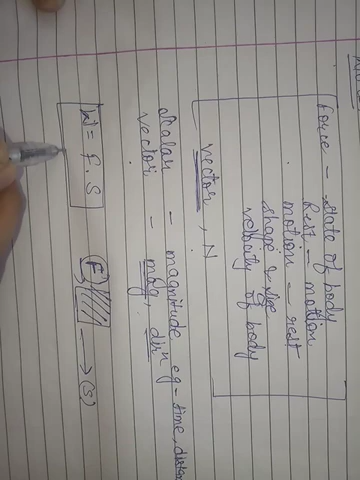 Force - state of body
Rest - motion
motion - rest
shape & size
velocity of body
vector, N
scalar - magnitude eg - time, distan
vector - mag, dirn
W = F. S
F → (S)